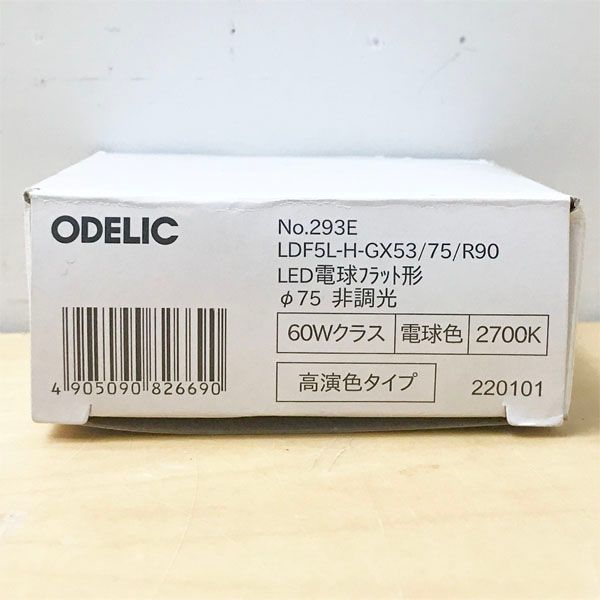 ODELIC
No.293E
LDF5L-H-GX53/75/R90
LED電球フラット形
φ75 非調光
60Wクラス 電球色 2700K
高演色タイプ 220101
4 905090 826690